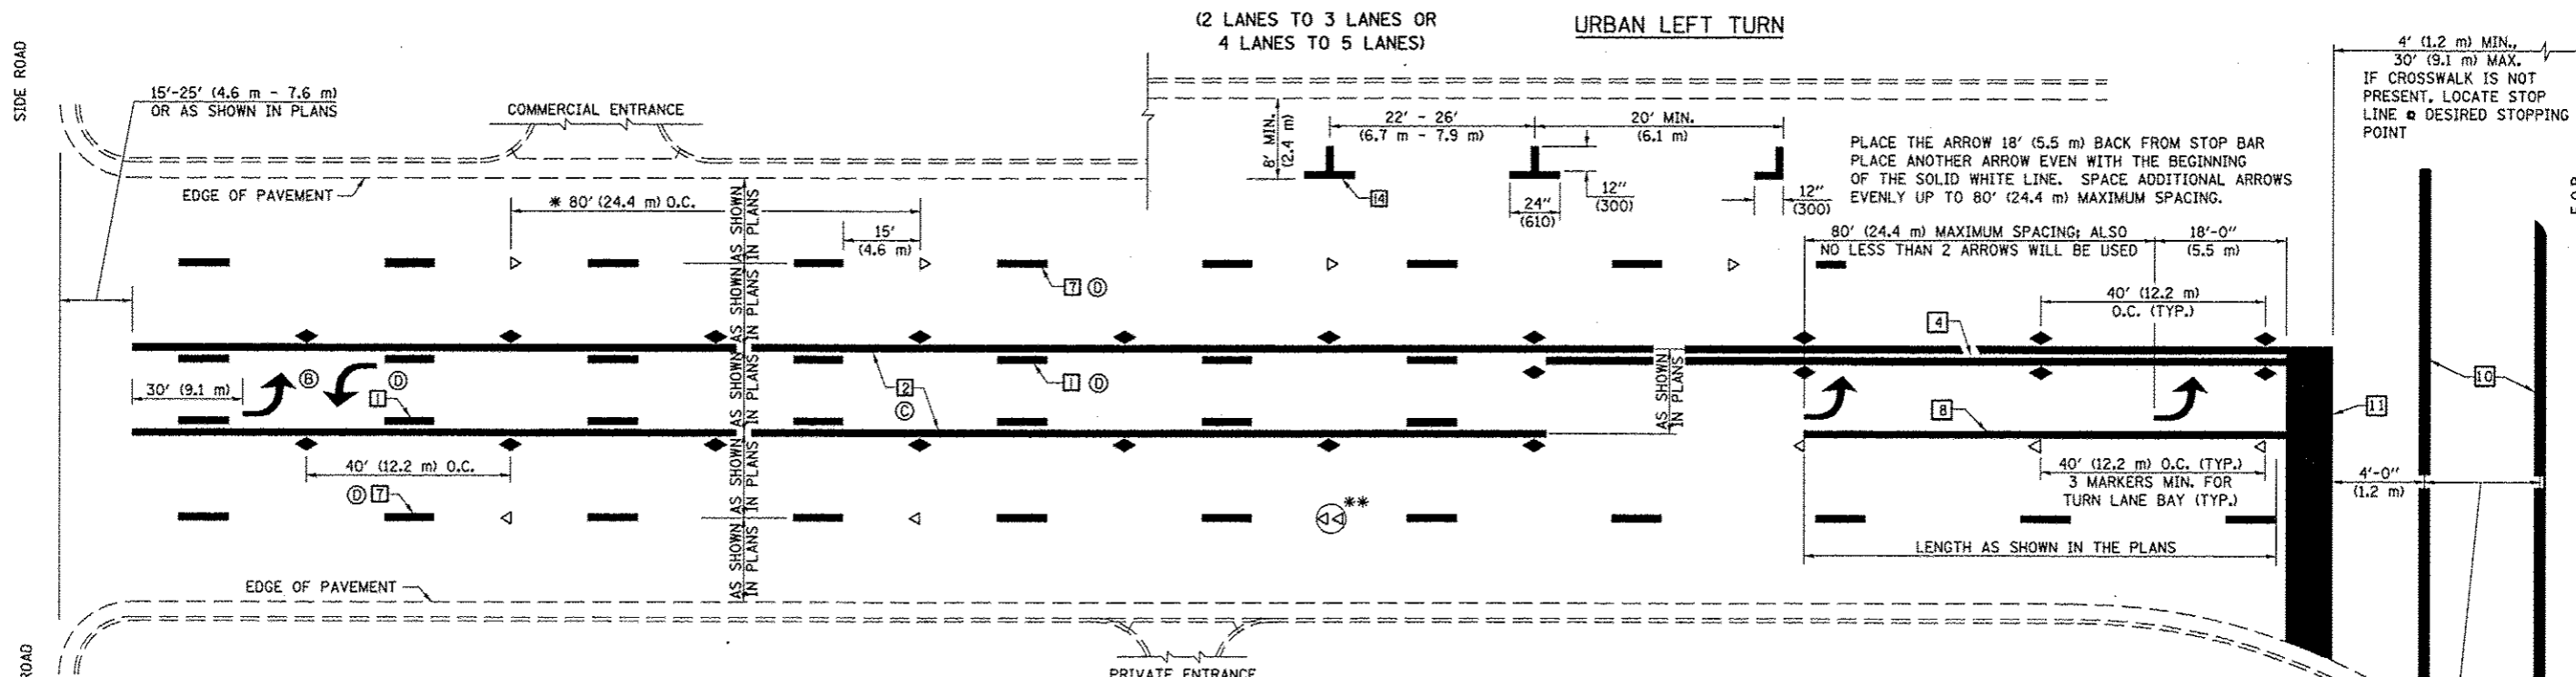 (2 LANES TO 3 LANES OR
4 LANES TO 5 LANES)
URBAN LEFT TURN
SIDE ROAD
15'-25' (4.6 m - 7.6 m)
OR AS SHOWN IN PLANS
COMMERCIAL ENTRANCE
EDGE OF PAVEMENT
* 80' (24.4 m) O.C.
15'
(4.6 m)
8' MIN.
(2.4 m)
22' - 26'
(6.7 m - 7.9 m)
20' MIN.
(6.1 m)
14
24"
(610)
12"
(300)
12"
(300)
4' (1.2 m) MIN.,
30' (9.1 m) MAX.
IF CROSSWALK IS NOT
PRESENT, LOCATE STOP
LINE @ DESIRED STOPPING
POINT
PLACE THE ARROW 18' (5.5 m) BACK FROM STOP BAR
PLACE ANOTHER ARROW EVEN WITH THE BEGINNING
OF THE SOLID WHITE LINE. SPACE ADDITIONAL ARROWS
EVENLY UP TO 80' (24.4 m) MAXIMUM SPACING.
80' (24.4 m) MAXIMUM SPACING; ALSO
NO LESS THAN 2 ARROWS WILL BE USED
18'-0"
(5.5 m)
40' (12.2 m)
O.C. (TYP.)
AS SHOWN
IN PLANS
AS SHOWN
IN PLANS
AS SHOWN
IN PLANS
AS SHOWN
IN PLANS
AS SHOWN
IN PLANS
7 D
4
30' (9.1 m)
B
D
1
2
C
1 D
AS SHOWN
IN PLANS
8
10
11
40' (12.2 m) O.C.
D 7
**
40' (12.2 m) O.C. (TYP.)
3 MARKERS MIN. FOR
TURN LANE BAY (TYP.)
4'-0"
(1.2 m)
LENGTH AS SHOWN IN THE PLANS
EDGE OF PAVEMENT
PRIVATE ENTRANCE
ROAD